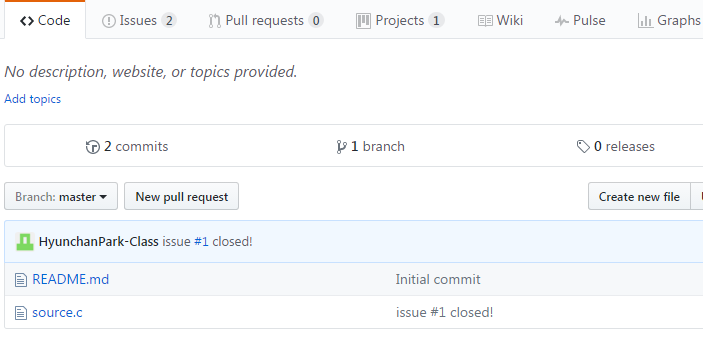 Code Issues 2 Pull requests 0 Projects 1 Wiki Pulse Graphs
No description, website, or topics provided.
Add topics
2 commits 1 branch 0 releases
Branch: master New pull request Create new file
HyunchanPark-Class issue #1 closed!
README.md Initial commit
source.c issue #1 closed!